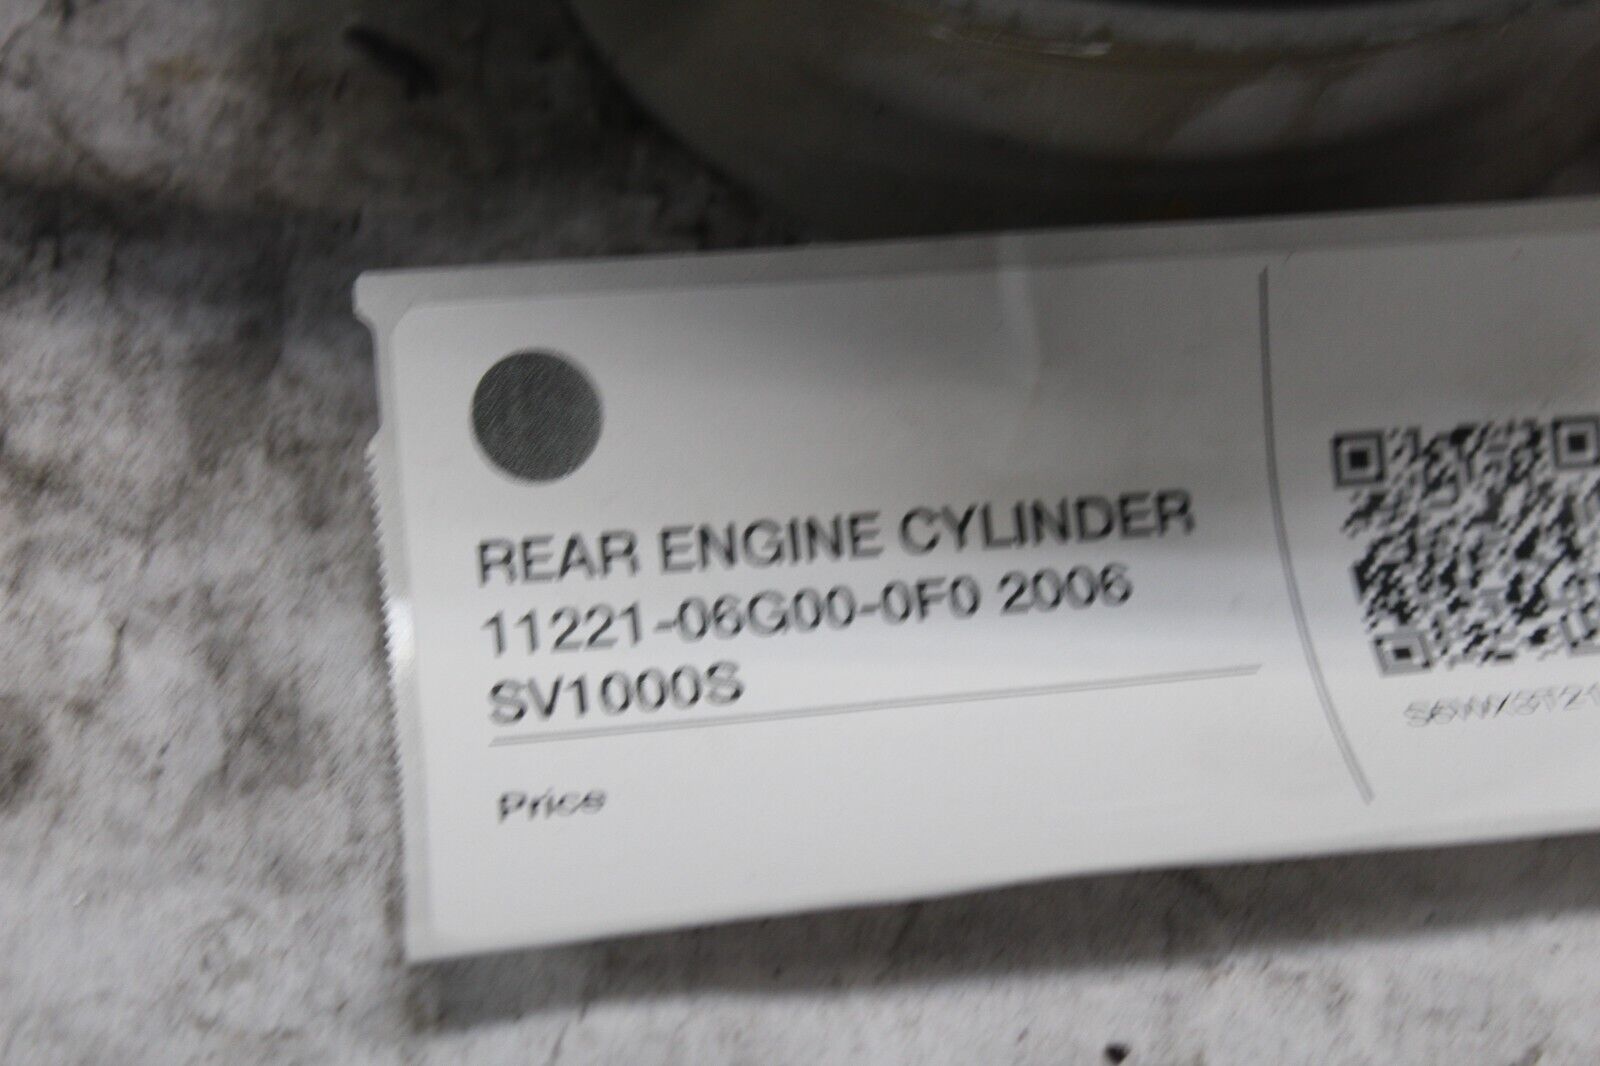 REAR ENGINE CYLINDER
11221-06G00-0F0 2006
SV1000S
Price